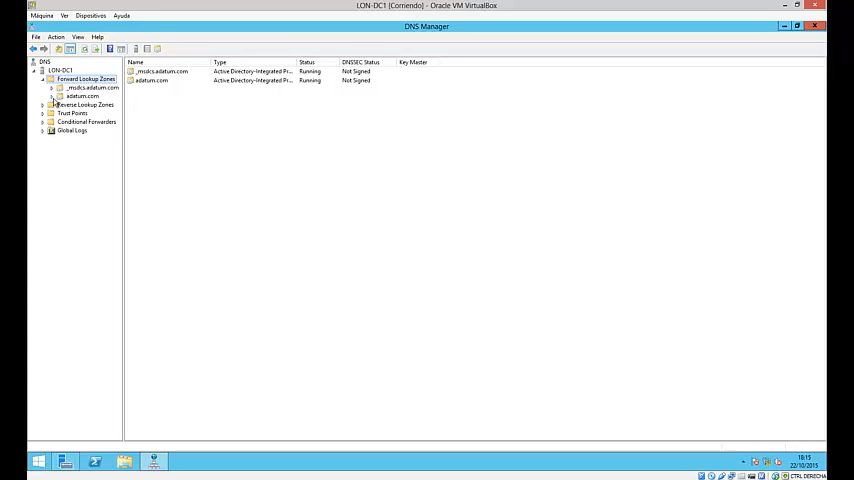 LON-DC1 [Corriendo] - Oracle VM VirtualBox
Máquina Ver Dispositivos Ayuda
DNS Manager
File Action View Help
DNS
LON-DC1
Forward Lookup Zones
_msdcs.adatum.com
adatum.com
Reverse Lookup Zones
Trust Points
Conditional Forwarders
Global Logs
Name Type Status DNSSEC Status Key Master
_msdcs.adatum.com Active Directory-Integrated Pr... Running Not Signed
adatum.com Active Directory-Integrated Pr... Running Not Signed
18:15
22/10/2015
CTRL DERECHA